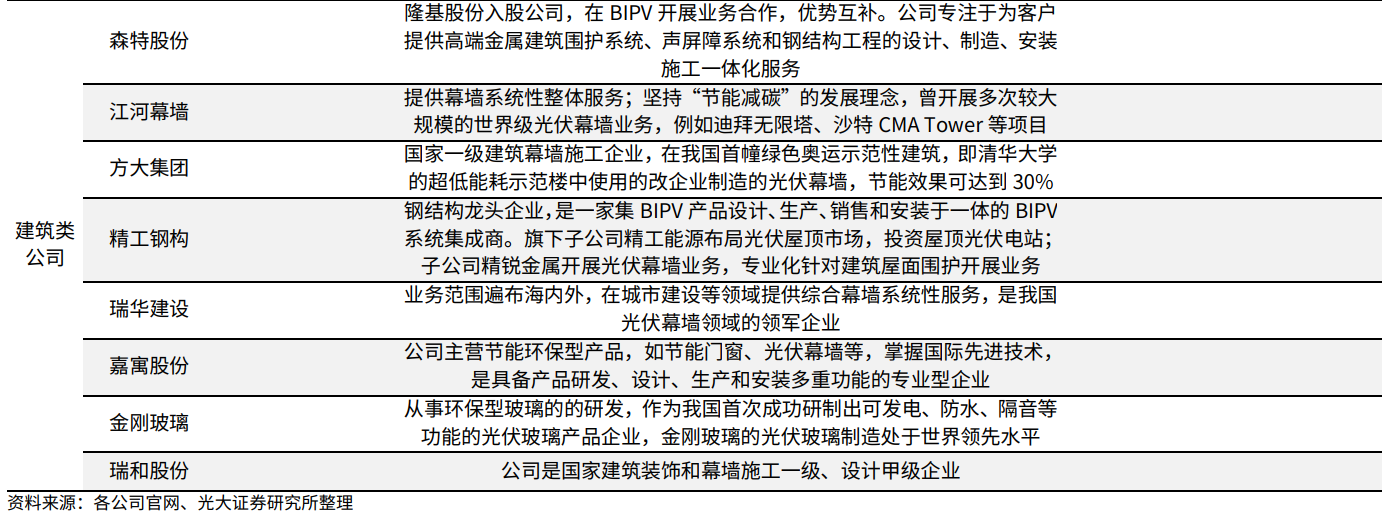 隆基股份入股公司，在 BIPV 开展业务合作，优势互补。公司专注于为客户
森特股份
提供高端金属建筑围护系统、声屏障系统和钢结构工程的设计、制造、安装
施工一体化服务
提供幕墙系统性整体服务；坚持“节能减碳”的发展理念，曾开展多次较大
江河幕墙
规模的世界级光伏幕墙业务，例如迪拜无限塔、沙特 CMA Tower 等项目
国家一级建筑幕墙施工企业，在我国首幢绿色奥运示范性建筑，即清华大学
方大集团
的超低能耗示范楼中使用的改企业制造的光伏幕墙，节能效果可达到 30%
建筑类
公司
钢结构龙头企业，是一家集 BIPV 产品设计、生产、销售和安装于一体的 BIPV
精工钢构
系统集成商。旗下子公司精工能源布局光伏屋顶市场，投资屋顶光伏电站；
子公司精锐金属开展光伏幕墙业务，专业化针对建筑屋面围护开展业务
业务范围遍布海内外，在城市建设等领域提供综合幕墙系统性服务，是我国
瑞华建设
光伏幕墙领域的领军企业
公司主营节能环保型产品，如节能门窗、光伏幕墙等，掌握国际先进技术，
嘉寓股份
是具备产品研发、设计、生产和安装多重功能的专业型企业
从事环保型玻璃的的研发，作为我国首次成功研制出可发电、防水、隔音等
金刚玻璃
功能的光伏玻璃产品企业，金刚玻璃的光伏玻璃制造处于世界领先水平
瑞和股份
公司是国家建筑装饰和幕墙施工一级、设计甲级企业
资料来源：各公司官网、光大证券研究所整理